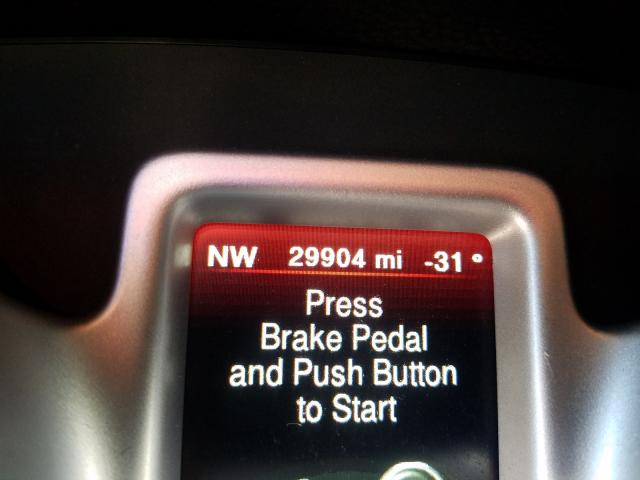 NW 29904 mi -31°
Press
Brake Pedal
and Push Button
to Start